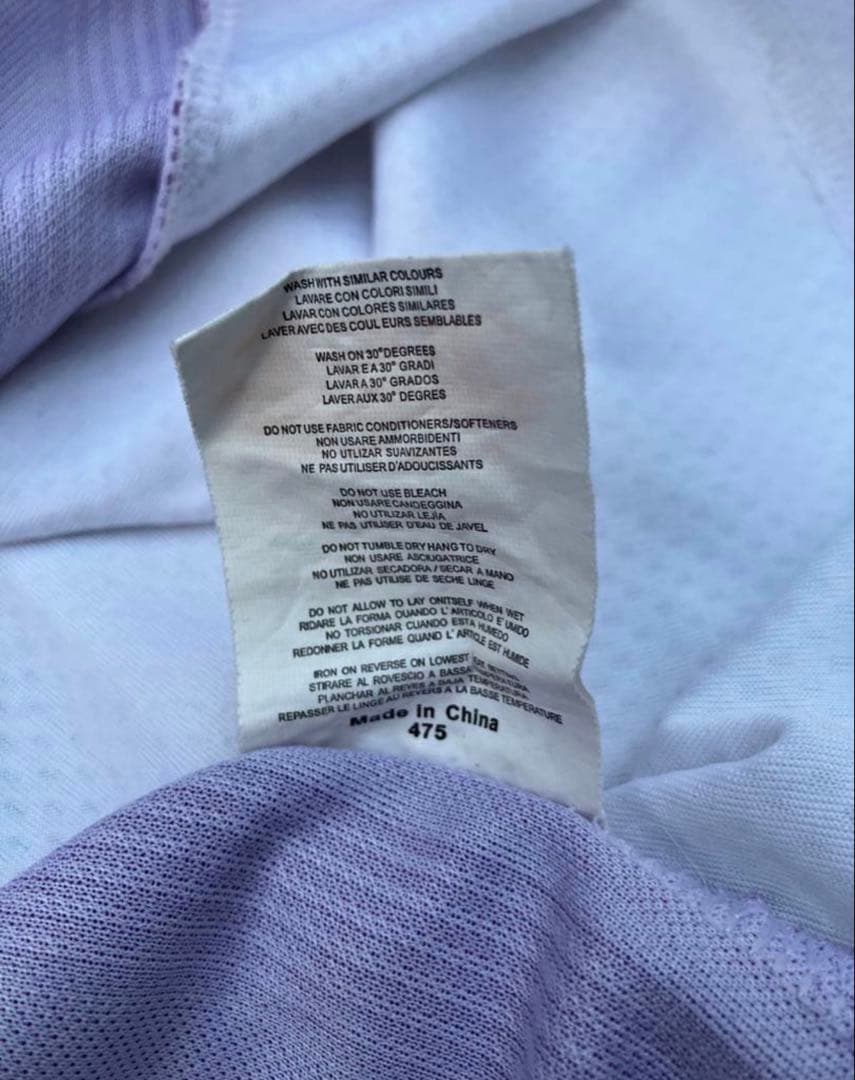 WASH WITH SIMILAR COLOURS
LAVARE CON COLORI SIMILI
LAVAR CON COLORES SIMILARES
LAVER AVEC DES COULEURS SEMBLABLES
WASH ON 30° DEGREES
LAVARE A 30° GRADI
LAVAR A 30° GRADOS
LAVER AUX 30° DEGRES
DO NOT USE FABRIC CONDITIONERS/SOFTENERS
NON USARE AMMORBIDENTI
NO UTLIZAR SUAVIZANTES
NE PAS UTILISER D'ADOUCISSANTS
DO NOT USE BLEACH
NON USARE CANDEGGINA
NO UTILIZAR LEJIA
NE PAS UTILISER D'EAU DE JAVEL
DO NOT TUMBLE DRY HANG TO DRY
NON USARE ASCIUGATRICE
NO UTILIZAR SECADORA / SECAR A MANO
NE PAS UTILISE DE SECHE LINGE
DO NOT ALLOW TO LAY ONITSELF WHEN WET
RIDARE LA FORMA QUANDO L'ARTICOLO E' UMIDO
NO TORSIONAR CUANDO ESTA HUMEDO
REDONNER LA FORME QUAND L'ARTICLE EST HUMIDE
IRON ON REVERSE ON LOWEST
STIRARE AL ROVESCIO A BASSA TEMPERATURA
PLANCHAR AL REVES A BAJA TEMPERATURA
REPASSER LE LINGE AU REVERS A LA BASSE TEMPERATURE
Made in China
475